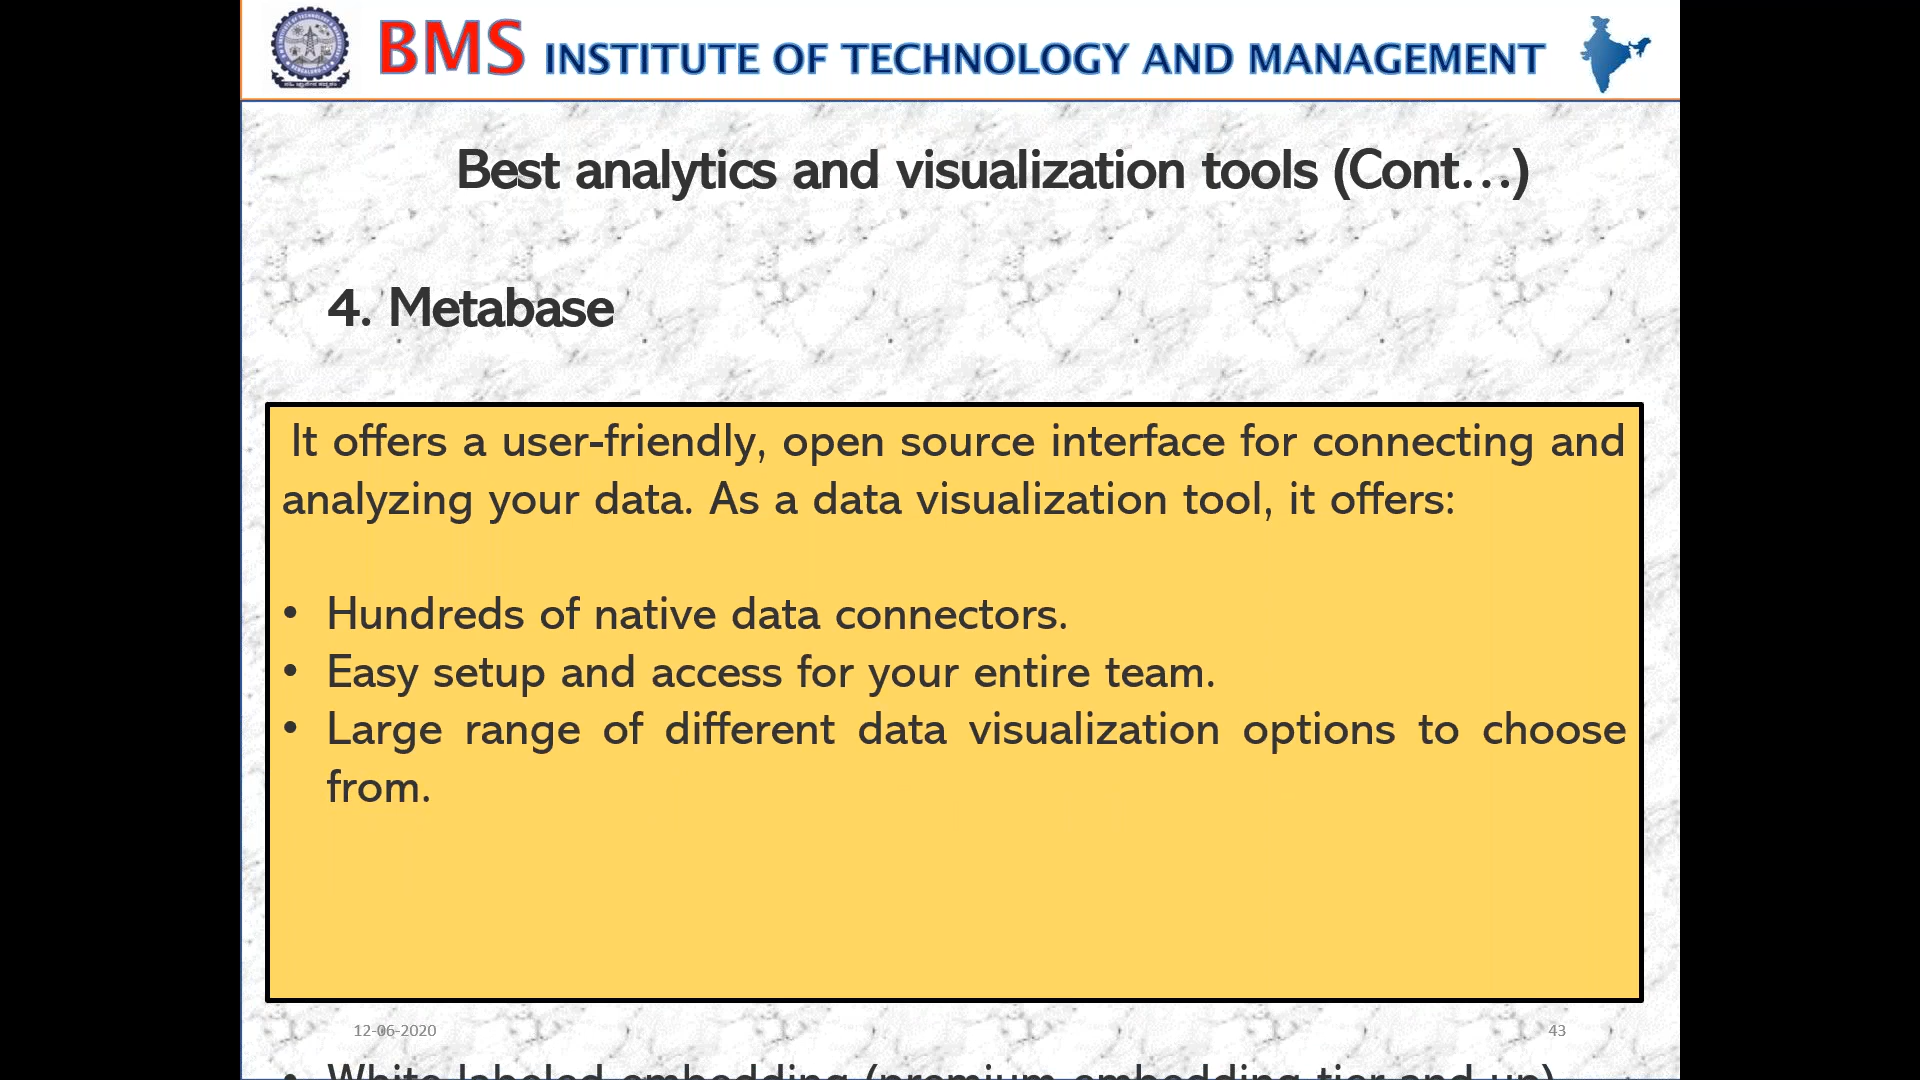 BMS INSTITUTE OF TECHNOLOGY AND MANAGEMENT
Best analytics and visualization tools (Cont…)
4. Metabase
It offers a user-friendly, open source interface for connecting and
analyzing your data. As a data visualization tool, it offers:
• Hundreds of native data connectors.
• Easy setup and access for your entire team.
• Large range of different data visualization options to choose
from.
12-06-2020
43
• White labeled embedding (premium embedding tier and up)